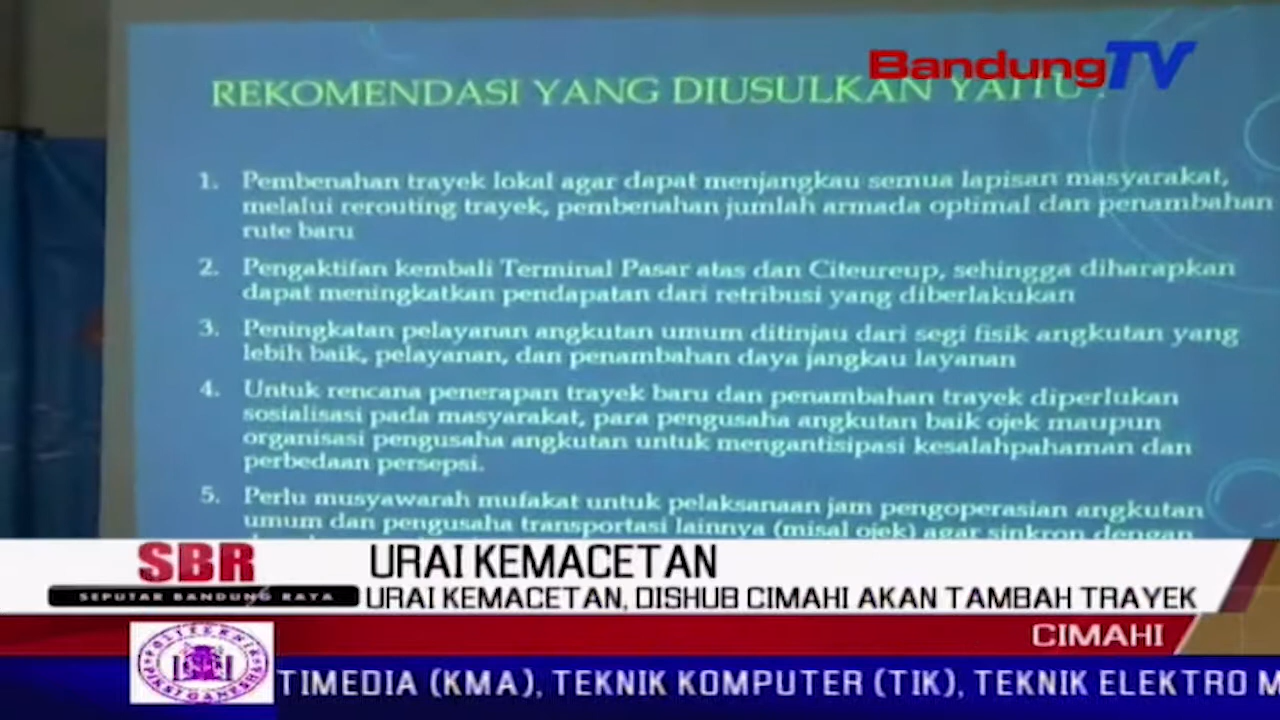 BandungTV
REKOMENDASI YANG DIUSULKAN YAITU :
1. Pembenahan trayek lokal agar dapat menjangkau semua lapisan masyarakat,
melalui rerouting trayek, pembenahan jumlah armada optimal dan penambahan
rute baru
2. Pengaktifan kembali Terminal Pasar atas dan Citeureup, sehingga diharapkan
dapat meningkatkan pendapatan dari retribusi yang diberlakukan
3. Peningkatan pelayanan angkutan umum ditinjau dari segi fisik angkutan yang
lebih baik, pelayanan, dan penambahan daya jangkau layanan
4. Untuk rencana penerapan trayek baru dan penambahan trayek diperlukan
sosialisasi pada masyarakat, para pengusaha angkutan baik ojek maupun
organisasi pengusaha angkutan untuk mengantisipasi kesalahpahaman dan
perbedaan persepsi.
5. Perlu musyawarah mufakat untuk pelaksanaan jam pengoperasian angkutan
umum dan pengusaha transportasi lainnya (misal ojek) agar sinkron dengan
SBR
SEPUTAR BANDUNG RAYA
URAI KEMACETAN
URAI KEMACETAN, DISHUB CIMAHI AKAN TAMBAH TRAYEK
CIMAHI
TIMEDIA (KMA), TEKNIK KOMPUTER (TIK), TEKNIK ELEKTRO M